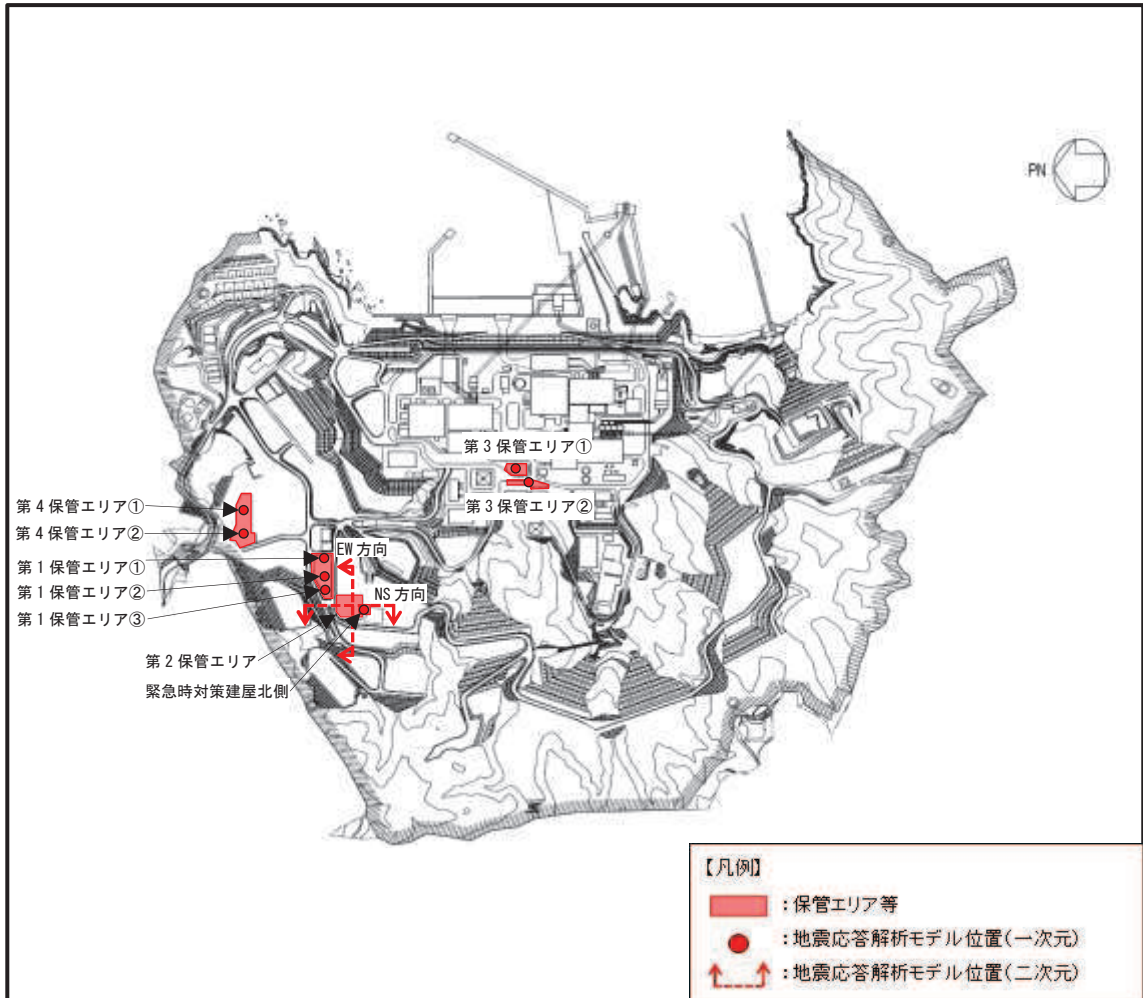 PN
第3保管エリア①
第3保管エリア②
第4保管エリア①
第4保管エリア②
EW方向
第1保管エリア①
第1保管エリア②
NS方向
第1保管エリア③
第2保管エリア
緊急時対策建屋北側
【凡例】
：保管エリア等
：地震応答解析モデル位置(一次元)
：地震応答解析モデル位置(二次元)